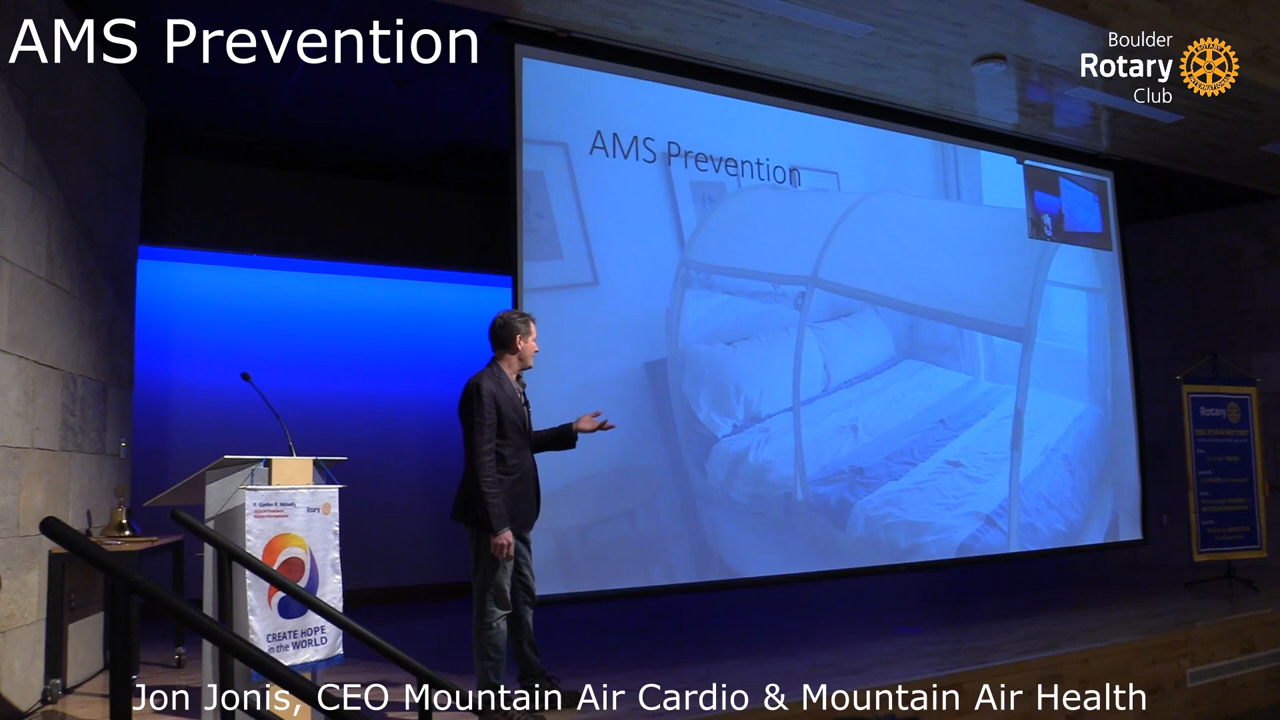 AMS Prevention
Boulder
Rotary
Club
AMS Prevention
Rotary
Rotary
CREATE HOPE
in the WORLD
Jon Jonis, CEO Mountain Air Cardio & Mountain Air Health